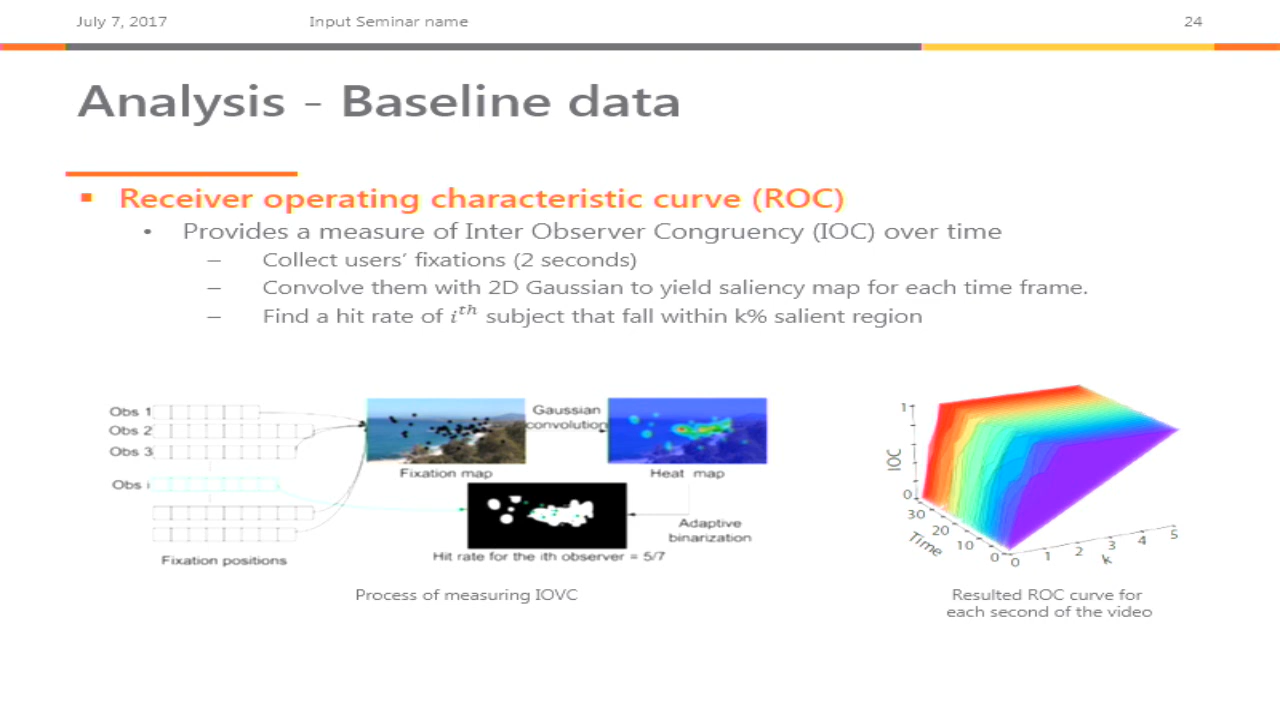 July 7, 2017 Input Seminar name 24
Analysis - Baseline data
▪ Receiver operating characteristic curve (ROC)
• Provides a measure of Inter Observer Congruency (IOC) over time
– Collect users' fixations (2 seconds)
– Convolve them with 2D Gaussian to yield saliency map for each time frame.
– Find a hit rate of i^th subject that fall within k% salient region
Obs 1
Obs 2
Obs 3
Obs i
Fixation positions
Fixation map
Gaussian
convolution
Heat map
Adaptive
binarization
Hit rate for the ith observer = 5/7
Process of measuring IOVC
1
IOC
0
30
20
10
0
Time
0 1 2 3 4 5
k
Resulted ROC curve for
each second of the video